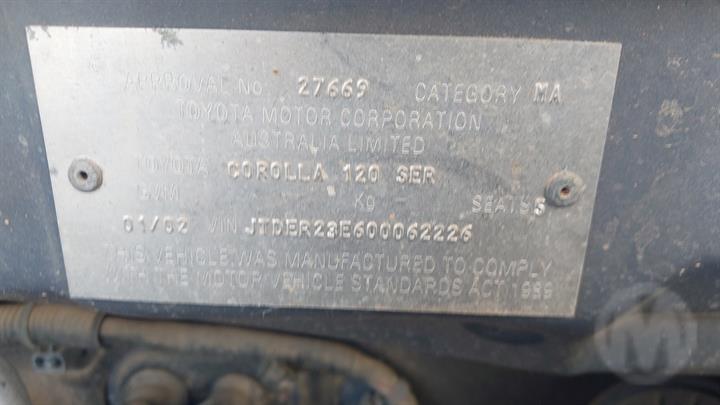 APPROVAL No 27669 CATEGORY MA
TOYOTA MOTOR CORPORATION
AUSTRALIA LIMITED
TOYOTA COROLLA 120 SER
GVM Kg - SEATS 5
01/02 VIN JTDER23E600062226
THIS VEHICLE WAS MANUFACTURED TO COMPLY
WITH THE MOTOR VEHICLE STANDARDS ACT 1989
M